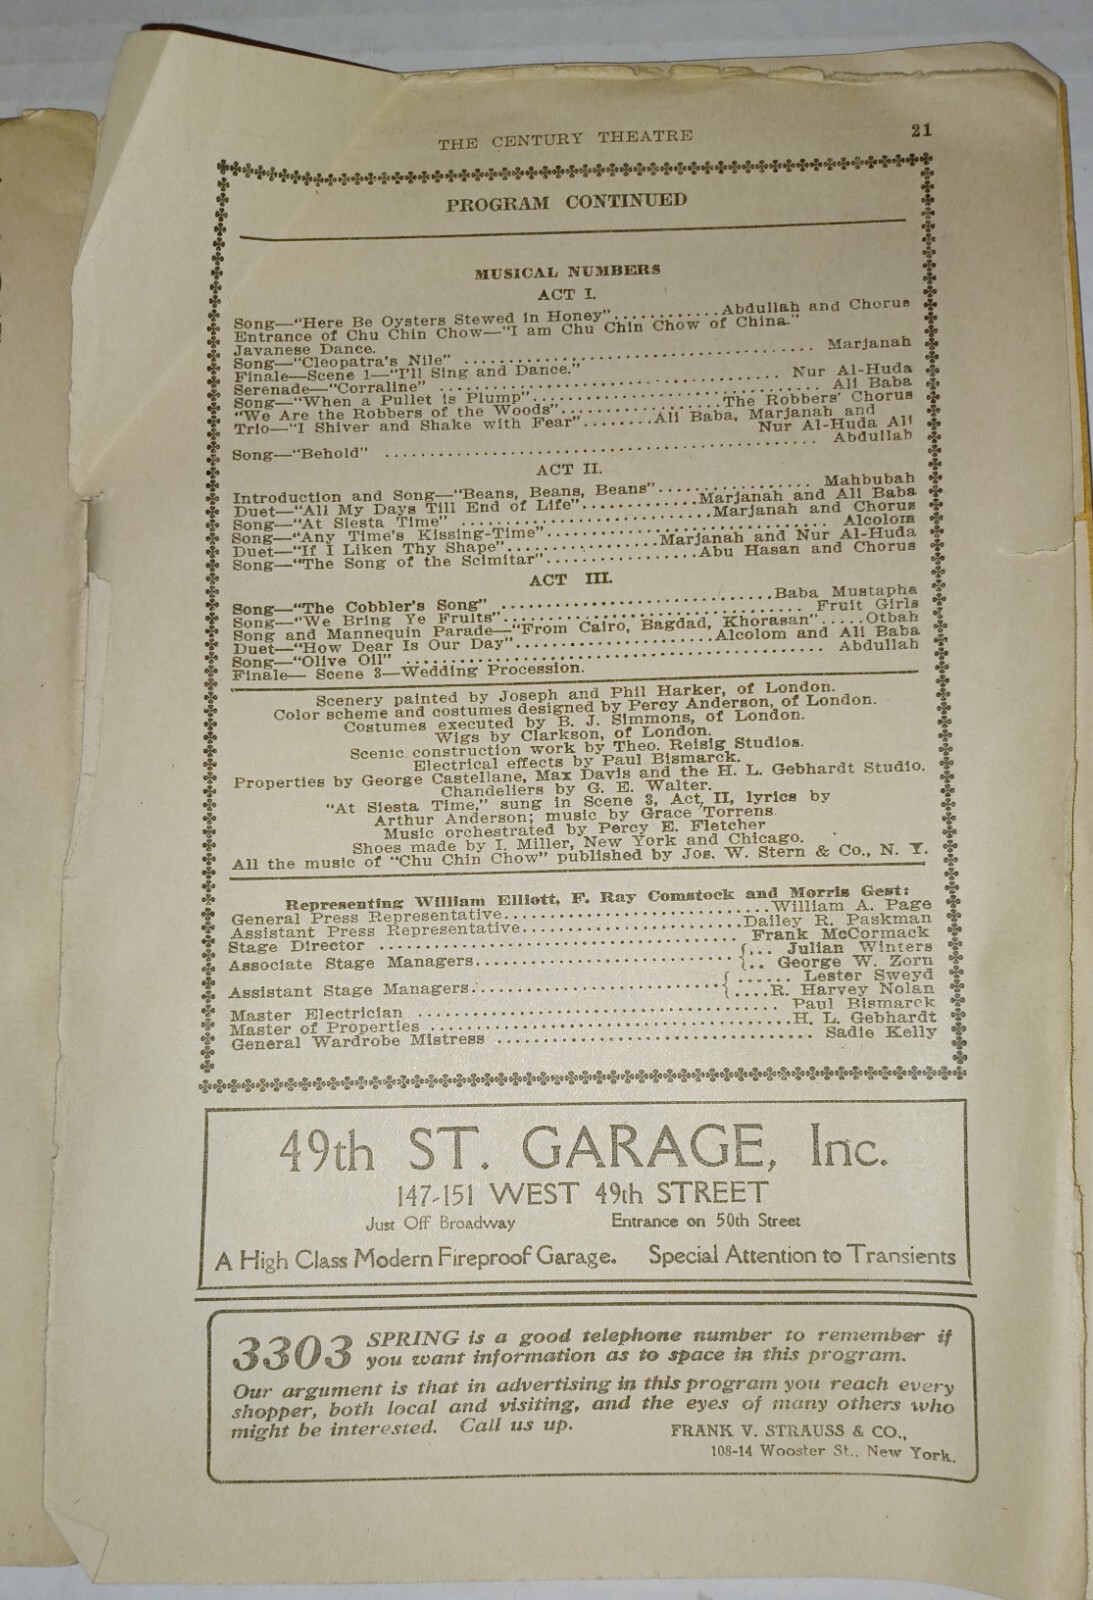 THE CENTURY THEATRE 21
PROGRAM CONTINUED
MUSICAL NUMBERS
ACT I.
Song—"Here Be Oysters Stewed in Honey"............Abdullah and Chorus
Entrance of Chu Chin Chow—"I am Chu Chin Chow of China."
Javanese Dance.
Song—"Cleopatra's Nile" ........................................ Marjanah
Finale—Scene 1—"I'll Sing and Dance."
Serenade—"Corraline" ........................................ Nur Al-Huda
Song—"When a Pullet is Plump"................................ Ali Baba
"We Are the Robbers of the Woods"..................The Robbers' Chorus
Trio—"I Shiver and Shake with Fear"........Ali Baba, Marjanah and
Nur Al-Huda Ali
Song—"Behold" ................................................ Abdullah
ACT II.
Introduction and Song—"Beans, Beans, Beans"................ Mahbubah
Duet—"All My Days Till End of Life"............Marjanah and Ali Baba
Song—"At Siesta Time" ..........................Marjanah and Chorus
Song—"Any Time's Kissing-Time"............................ Alcolom
Duet—"If I Liken Thy Shape"................Marjanah and Nur Al-Huda
Song—"The Song of the Scimitar"................Abu Hasan and Chorus
ACT III.
Song—"The Cobbler's Song" ............................Baba Mustapha
Song—"We Bring Ye Fruits"................................ Fruit Girls
Song and Mannequin Parade—"From Cairo, Bagdad, Khorasan".....Otbah
Duet—"How Dear Is Our Day"....................Alcolom and Ali Baba
Song—"Olive Oil" .......................................... Abdullah
Finale— Scene 3—Wedding Procession.
Scenery painted by Joseph and Phil Harker, of London.
Color scheme and costumes designed by Percy Anderson, of London.
Costumes executed by B. J. Simmons, of London.
Wigs by Clarkson, of London.
Scenic construction work by Theo. Reisig Studios.
Electrical effects by Paul Bismarck.
Properties by George Castellane, Max Davis and the H. L. Gebhardt Studio.
Chandeliers by G. E. Walter.
"At Siesta Time," sung in Scene 3, Act II, lyrics by
Arthur Anderson; music by Grace Torrens
Music orchestrated by Percy E. Fletcher
Shoes made by I. Miller, New York and Chicago.
All the music of "Chu Chin Chow" published by Jos. W. Stern & Co., N. Y.
Representing William Elliott, F. Ray Comstock and Morris Gest:
General Press Representative............................William A. Page
Assistant Press Representative.......................Dailey R. Paskman
Stage Director ...................................... Frank McCormack
Associate Stage Managers...........................{... Julian Winters
{.. George W. Zorn
Assistant Stage Managers..........................{...... Lester Sweyd
{....R. Harvey Nolan
Master Electrician ...................................... Paul Bismarck
Master of Properties .....................................H. L. Gebhardt
General Wardrobe Mistress .................................. Sadie Kelly
49th ST. GARAGE, Inc.
147-151 WEST 49th STREET
Just Off Broadway Entrance on 50th Street
A High Class Modern Fireproof Garage. Special Attention to Transients
3303 SPRING is a good telephone number to remember if
you want information as to space in this program.
Our argument is that in advertising in this program you reach every
shopper, both local and visiting, and the eyes of many others who
might be interested. Call us up. FRANK V. STRAUSS & CO.,
108-14 Wooster St., New York.